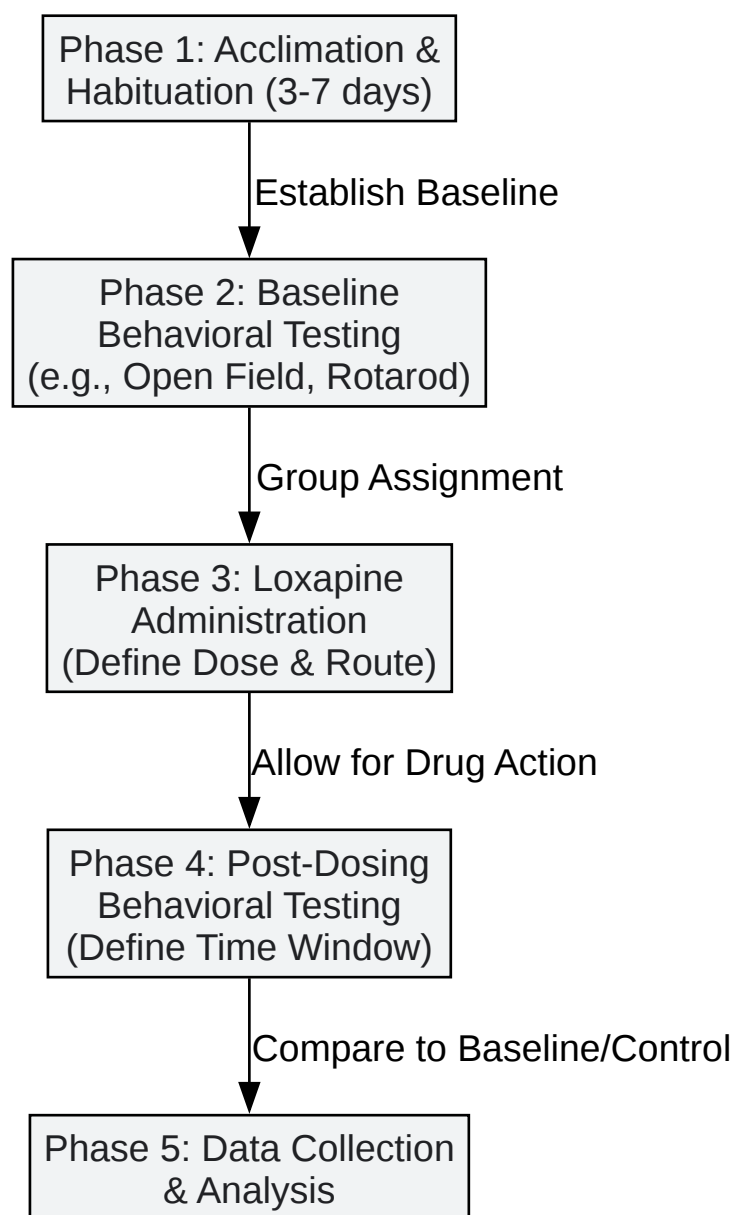 Phase 1: Acclimation &
Habituation (3-7 days)
Establish Baseline
Phase 2: Baseline
Behavioral Testing
(e.g., Open Field, Rotarod)
Group Assignment
Phase 3: Loxapine
Administration
(Define Dose & Route)
Allow for Drug Action
Phase 4: Post-Dosing
Behavioral Testing
(Define Time Window)
Compare to Baseline/Control
Phase 5: Data Collection
& Analysis